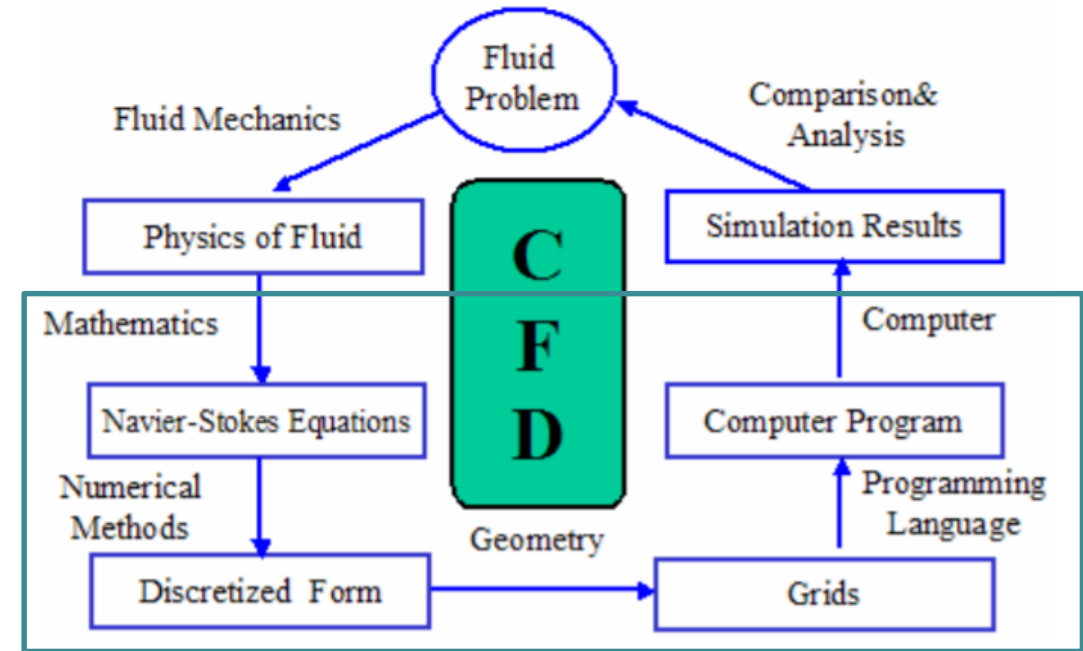 Fluid
Problem
Fluid Mechanics
Comparison&
Analysis
Physics of Fluid
Simulation Results
C
F
D
Mathematics
Computer
Navier-Stokes Equations
Computer Program
Numerical
Methods
Programming
Language
Geometry
Discretized Form
Grids